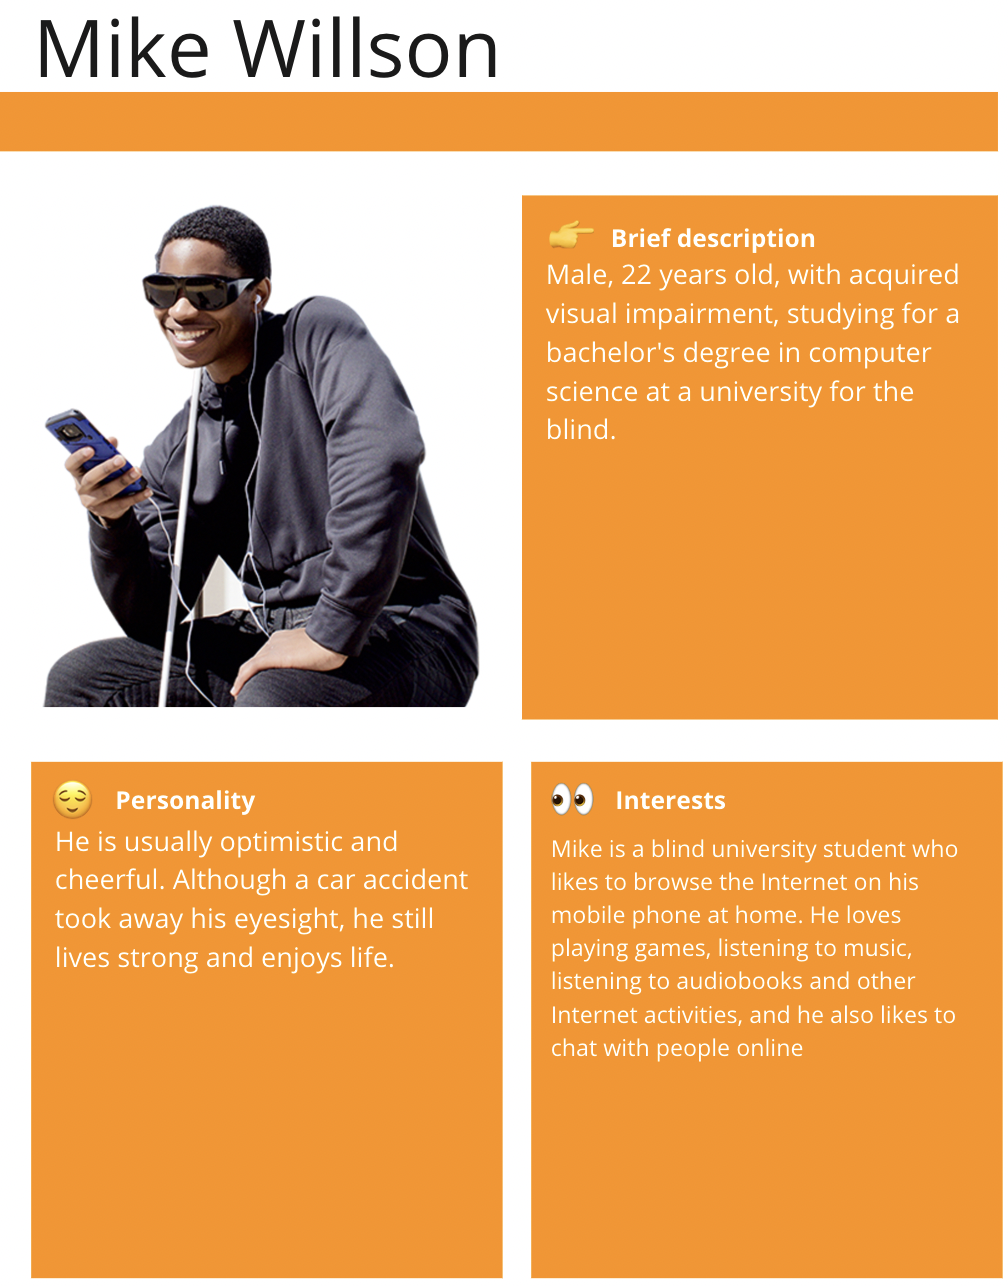 Mike Willson
Brief description
Male, 22 years old, with acquired
visual impairment, studying for a
bachelor's degree in computer
science at a university for the
blind.
Personality
He is usually optimistic and
cheerful. Although a car accident
took away his eyesight, he still
lives strong and enjoys life.
Interests
Mike is a blind university student who
likes to browse the Internet on his
mobile phone at home. He loves
playing games, listening to music,
listening to audiobooks and other
Internet activities, and he also likes to
chat with people online